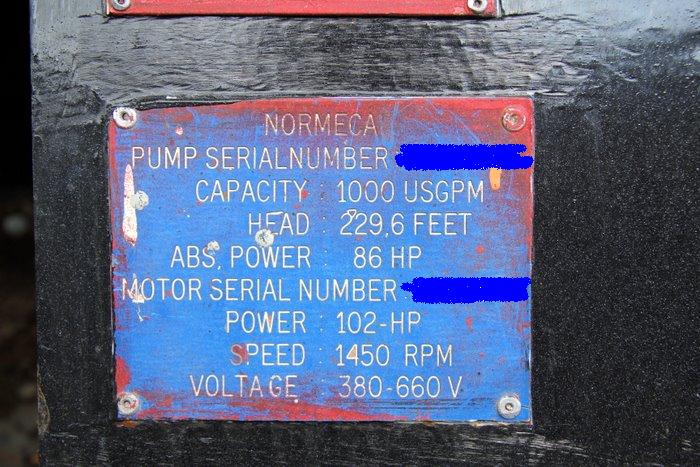 NORMECA
PUMP SERIALNUMBER
CAPACITY : 1000 USGPM
HEAD : 229,6 FEET
ABS. POWER : 86 HP
MOTOR SERIAL NUMBER :
POWER : 102-HP
SPEED : 1450 RPM
VOLTAGE : 380-660 V